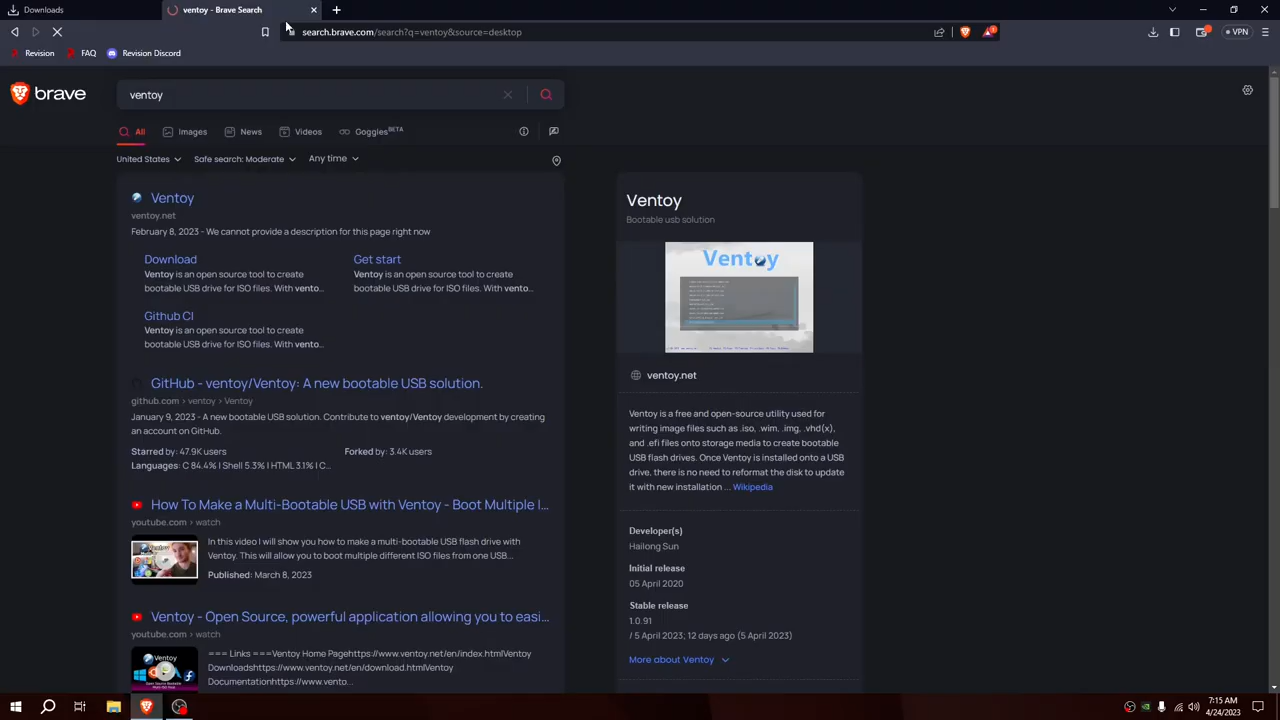 Downloads
ventoy - Brave Search
search.brave.com/search?q=ventoy&source=desktop
VPN
Revision
FAQ
Revision Discord
brave
ventoy
All
Images
News
Videos
Goggles BETA
United States
Safe search: Moderate
Any time
Ventoy
ventoy.net
February 8, 2023 - We cannot provide a description for this page right now
Download
Ventoy is an open source tool to create
bootable USB drive for ISO files. With vento...
Get start
Ventoy is an open source tool to create
bootable USB drive for ISO files. With vento...
Github CI
Ventoy is an open source tool to create
bootable USB drive for ISO files. With vento...
GitHub - ventoy/Ventoy: A new bootable USB solution.
github.com › ventoy › Ventoy
January 9, 2023 - A new bootable USB solution. Contribute to ventoy/Ventoy development by creating
an account on GitHub.
Starred by: 47.9K users
Forked by: 3.4K users
Languages: C 84.4% | Shell 5.3% | HTML 3.1% | C...
How To Make a Multi-Bootable USB with Ventoy - Boot Multiple I...
youtube.com › watch
In this video I will show you how to make a multi-bootable USB flash drive with
Ventoy. This will allow you to boot multiple different ISO files from one USB...
Published: March 8, 2023
Ventoy - Open Source, powerful application allowing you to easi...
youtube.com › watch
Ventoy
=== Links ===Ventoy Home Pagehttps://www.ventoy.net/en/index.htmlVentoy
Downloadshttps://www.ventoy.net/en/download.htmlVentoy
Documentationhttps://www.vento...
Ventoy
Bootable usb solution
Ventoy
ventoy.net
Ventoy is a free and open-source utility used for
writing image files such as .iso, .wim, .img, .vhd(x),
and .efi files onto storage media to create bootable
USB flash drives. Once Ventoy is installed onto a USB
drive, there is no need to reformat the disk to update
it with new installation ... Wikipedia
Developer(s)
Hailong Sun
Initial release
05 April 2020
Stable release
1.0.91
/ 5 April 2023; 12 days ago (5 April 2023)
More about Ventoy
7:15 AM
4/24/2023